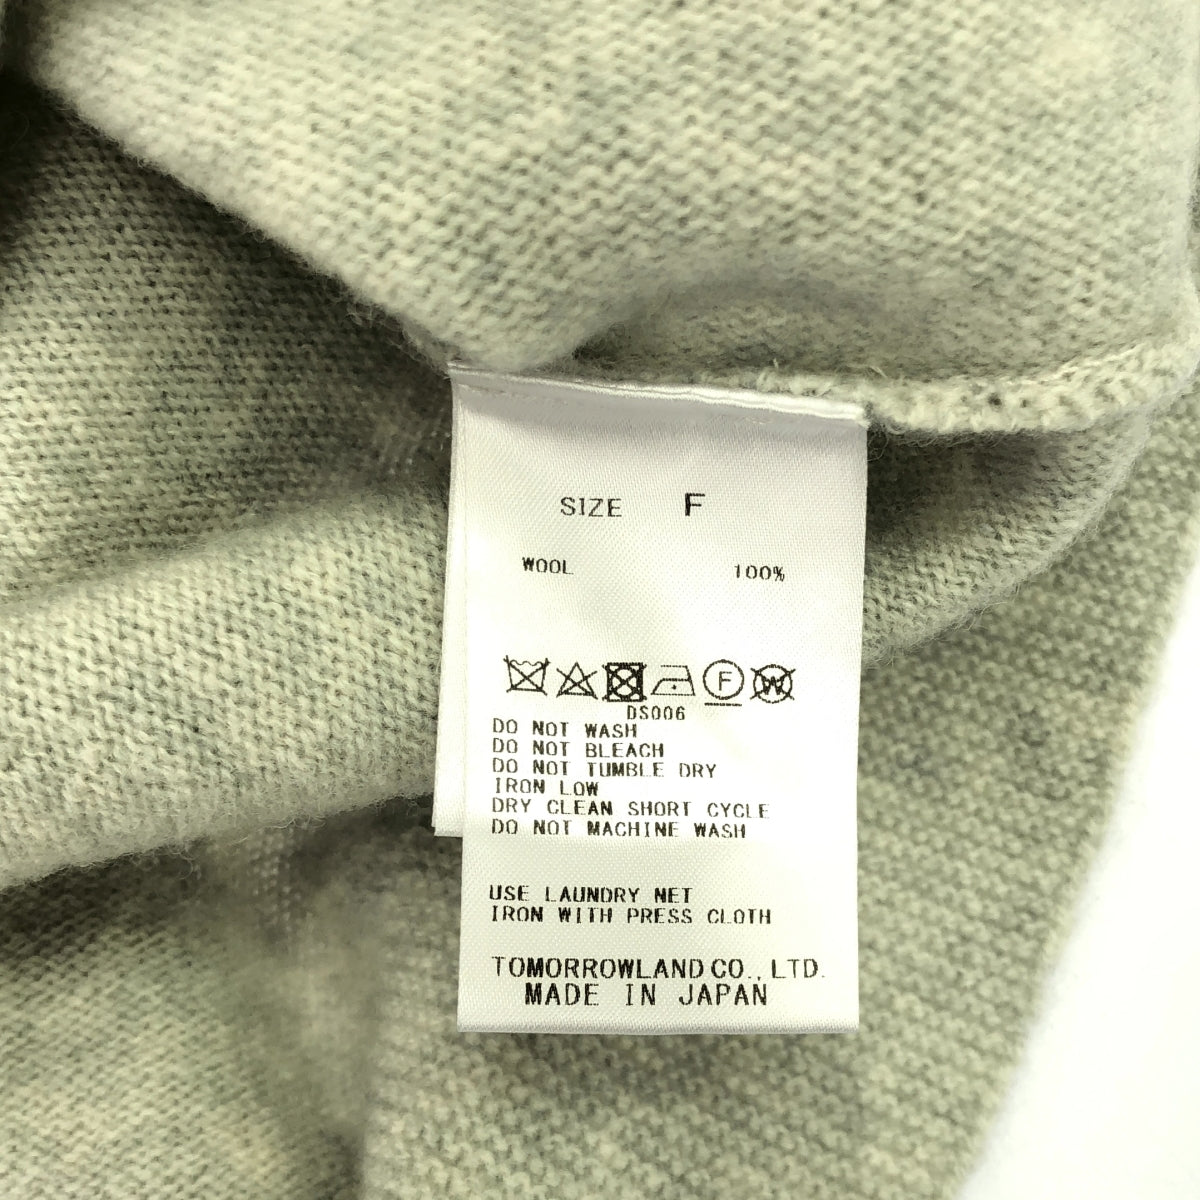 SIZE F
WOOL 100%
F W
DS006
DO NOT WASH
DO NOT BLEACH
DO NOT TUMBLE DRY
IRON LOW
DRY CLEAN SHORT CYCLE
DO NOT MACHINE WASH
USE LAUNDRY NET
IRON WITH PRESS CLOTH
TOMORROWLAND CO., LTD.
MADE IN JAPAN